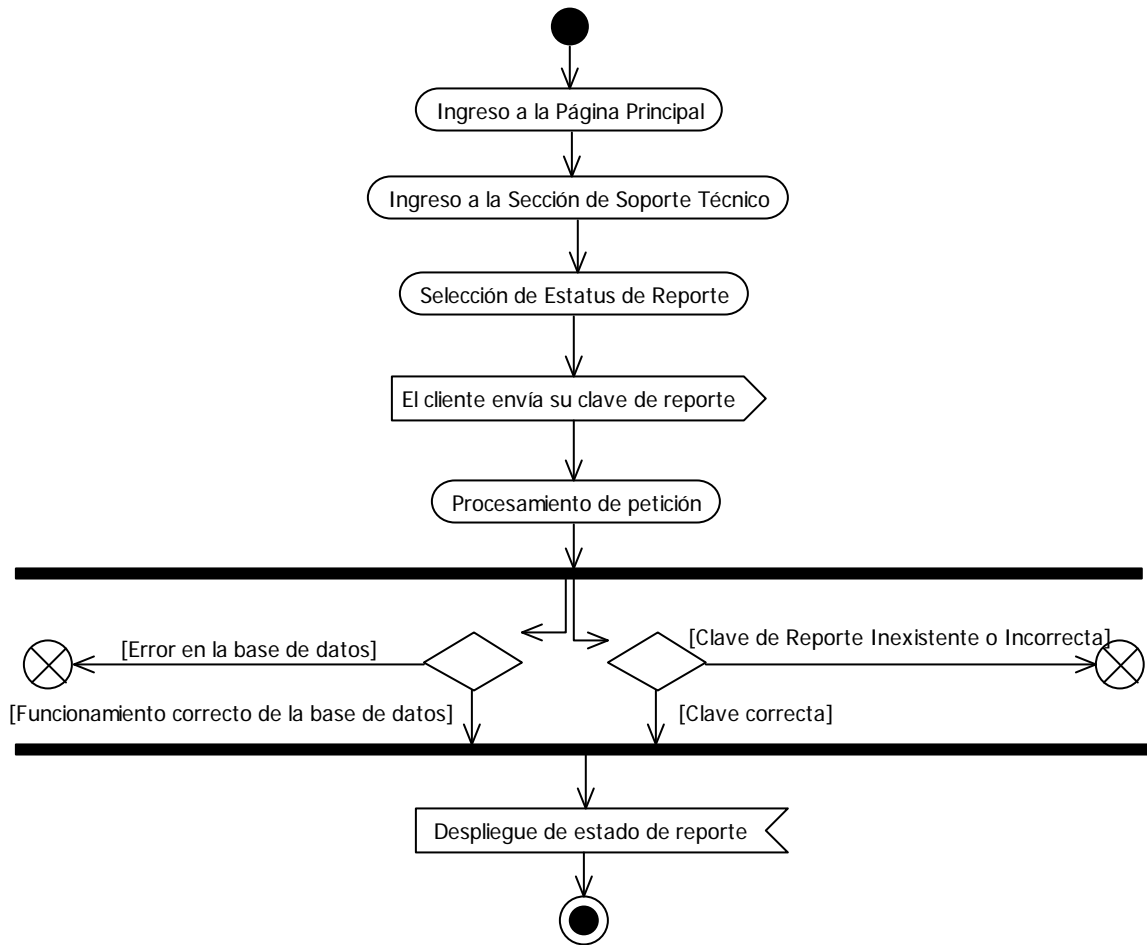 Ingreso a la Página Principal
Ingreso a la Sección de Soporte Técnico
Selección de Estatus de Reporte
El cliente envía su clave de reporte
Procesamiento de petición
[Error en la base de datos]
[Clave de Reporte Inexistente o Incorrecta]
[Funcionamiento correcto de la base de datos]
[Clave correcta]
Despliegue de estado de reporte